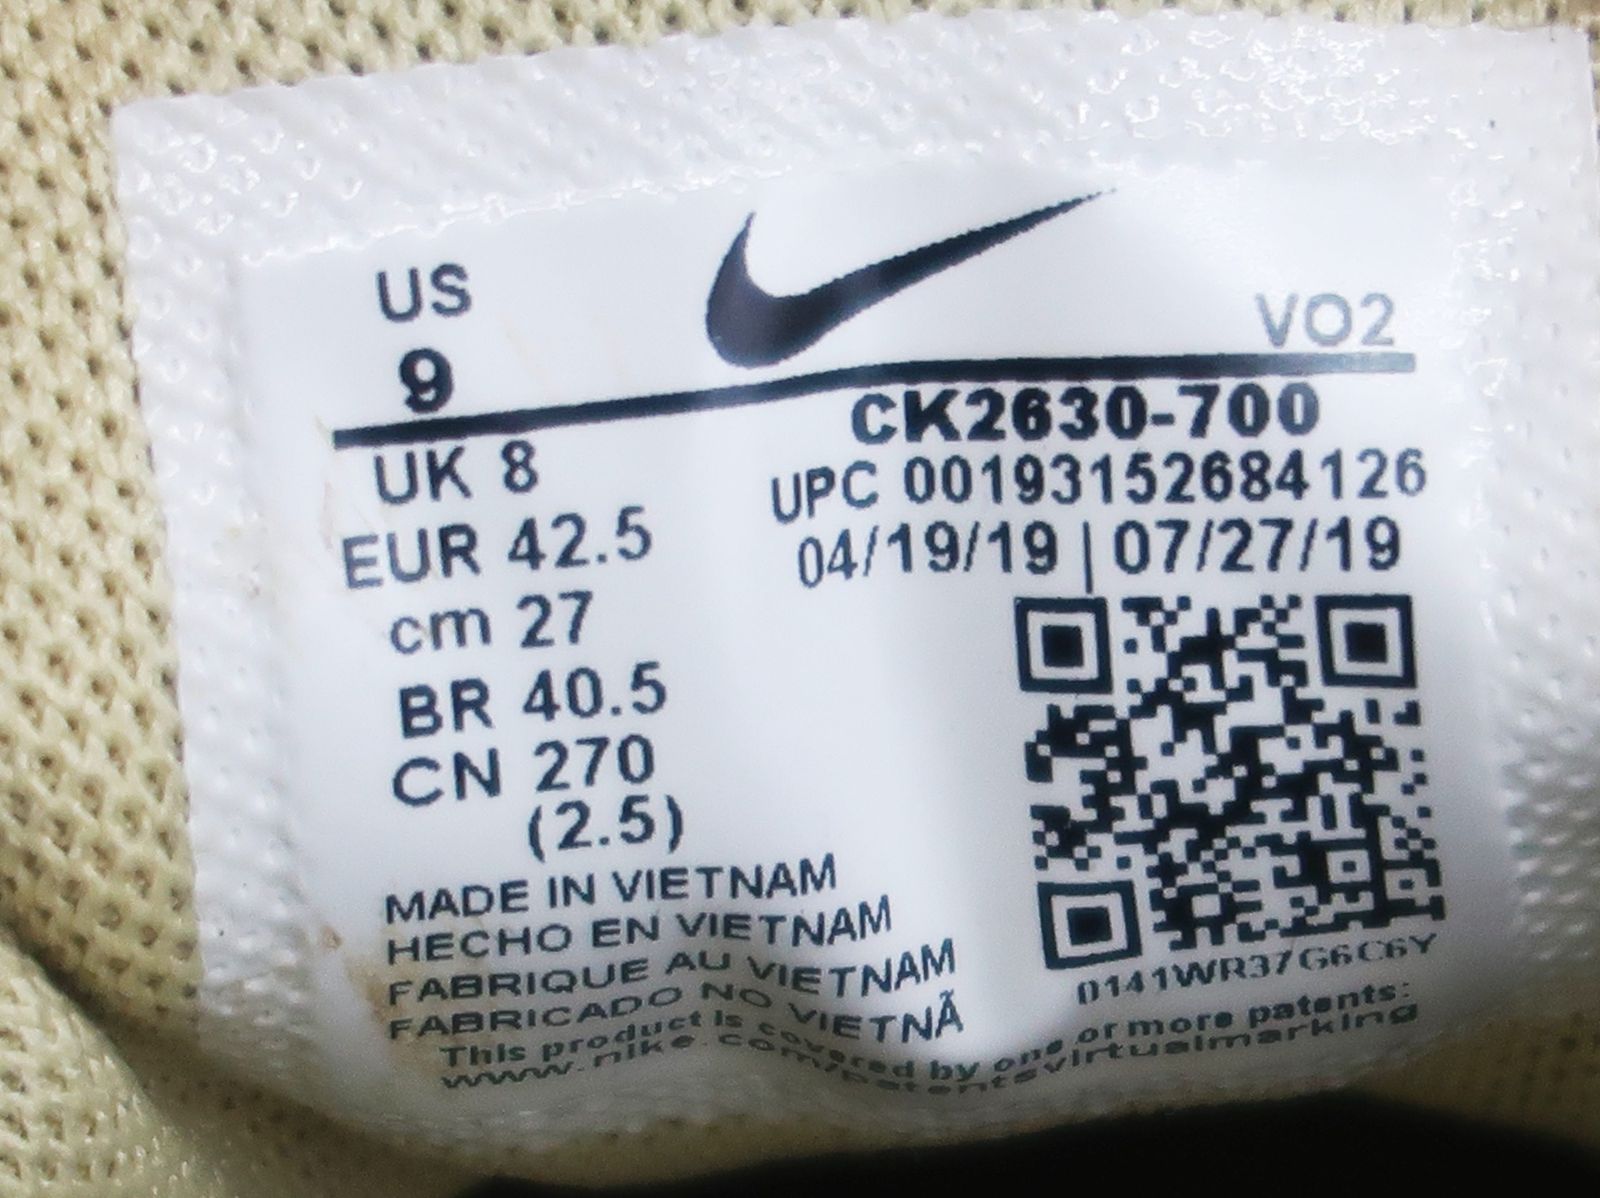 US
9
VO2
UK 8
EUR 42.5
cm 27
BR 40.5
CN 270
(2.5)
CK2630-700
UPC 00193152684126
04/19/19 | 07/27/19
0141WR37G6C6Y
MADE IN VIETNAM
HECHO EN VIETNAM
FABRIQUE AU VIETNAM
FABRICADO NO VIETNÃ
This product is covered by one or more patents:
www.nike.com/patentsvirtualmarking